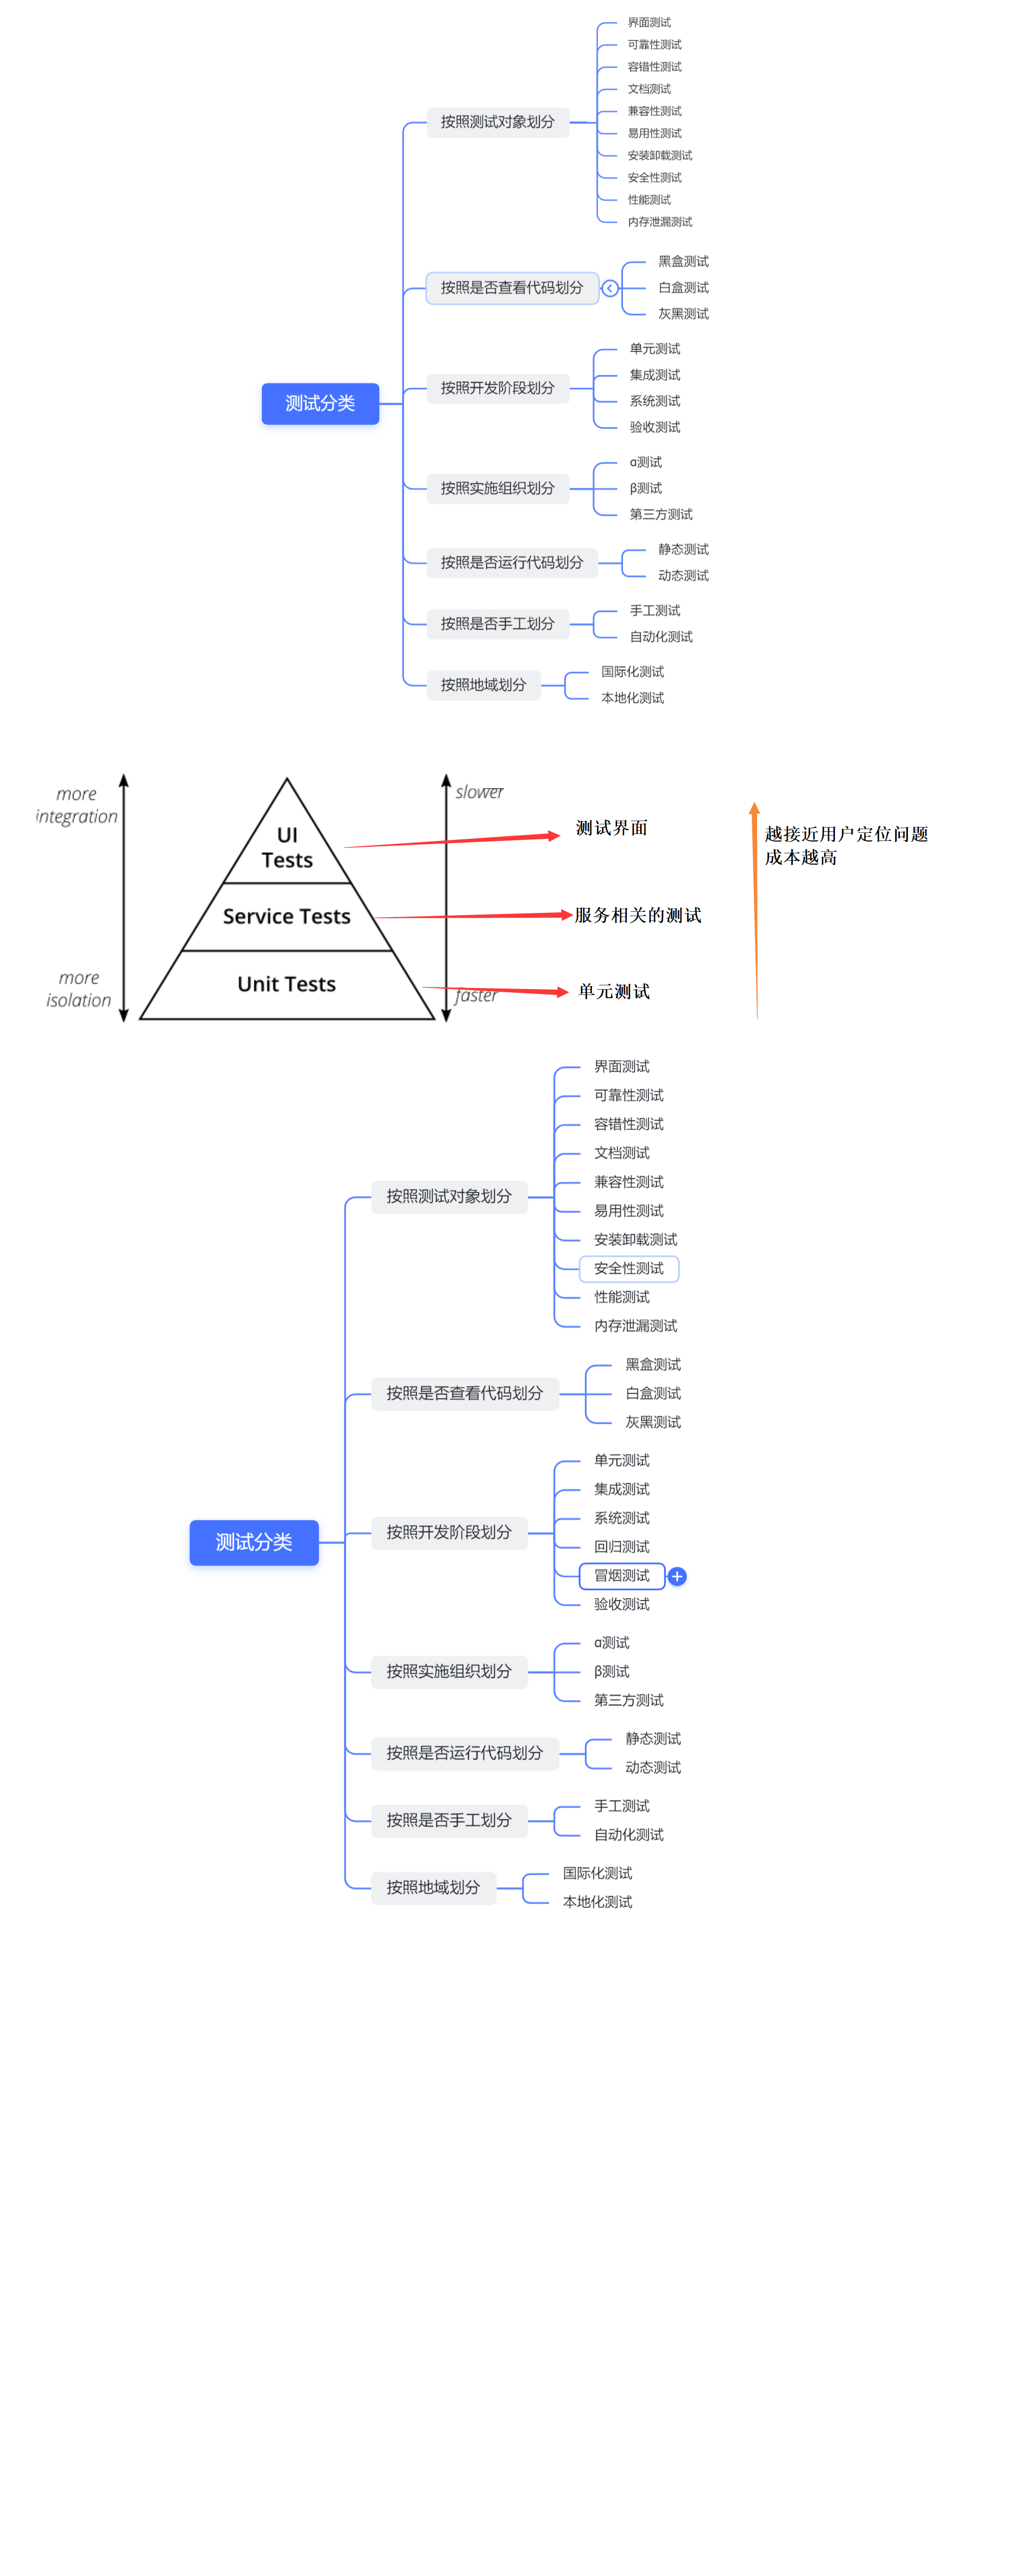 界面测试
可靠性测试
容错性测试
文档测试
兼容性测试
易用性测试
安装卸载测试
安全性测试
性能测试
内存泄漏测试
按照测试对象划分
黑盒测试
白盒测试
灰黑测试
按照是否查看代码划分
单元测试
集成测试
系统测试
验收测试
按照开发阶段划分
测试分类
α测试
β测试
第三方测试
按照实施组织划分
静态测试
动态测试
按照是否运行代码划分
手工测试
自动化测试
按照是否手工划分
国际化测试
本地化测试
按照地域划分
more
integration
slower
UI
Tests
测试界面
越接近用户定位问题
成本越高
Service Tests
服务相关的测试
more
isolation
Unit Tests
faster
单元测试
界面测试
可靠性测试
容错性测试
文档测试
兼容性测试
易用性测试
安装卸载测试
安全性测试
性能测试
内存泄漏测试
按照测试对象划分
黑盒测试
白盒测试
灰黑测试
按照是否查看代码划分
单元测试
集成测试
系统测试
回归测试
冒烟测试
验收测试
按照开发阶段划分
测试分类
α测试
β测试
第三方测试
按照实施组织划分
静态测试
动态测试
按照是否运行代码划分
手工测试
自动化测试
按照是否手工划分
国际化测试
本地化测试
按照地域划分